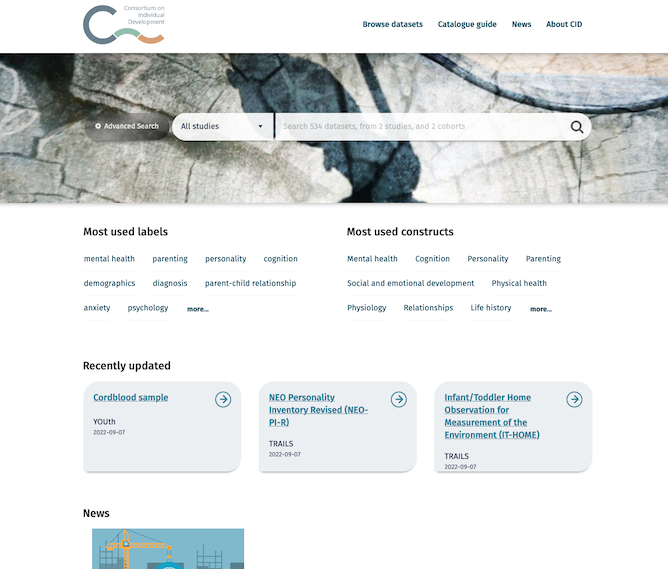 Consortium on
Individual
Development
Browse datasets Catalogue guide News About CID
Advanced Search All studies Search 534 datasets, from 2 studies, and 2 cohorts
Most used labels Most used constructs
mental health parenting personality cognition Mental health Cognition Personality Parenting
demographics diagnosis parent-child relationship Social and emotional development Physical health
anxiety psychology more... Physiology Relationships Life history more...
Recently updated
Cordblood sample
YOUth
2022-09-07
NEO Personality
Inventory Revised (NEO-
PI-R)
TRAILS
2022-09-07
Infant/Toddler Home
Observation for
Measurement of the
Environment (IT-HOME)
TRAILS
2022-09-07
News